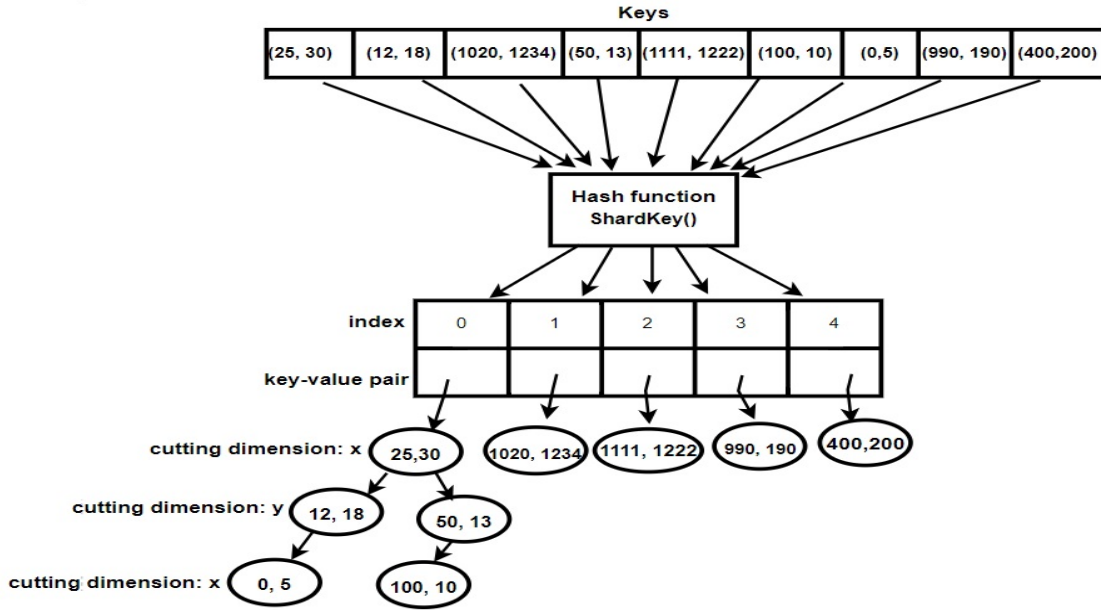 Keys
(25, 30) (12, 18) (1020, 1234) (50, 13) (1111, 1222) (100, 10) (0,5) (990, 190) (400,200)
Hash function
ShardKey()
index 0 1 2 3 4
key-value pair
cutting dimension: x 25,30 1020, 1234 1111, 1222 990, 190 400,200
cutting dimension: y 12, 18 50, 13
cutting dimension: x 0, 5 100, 10